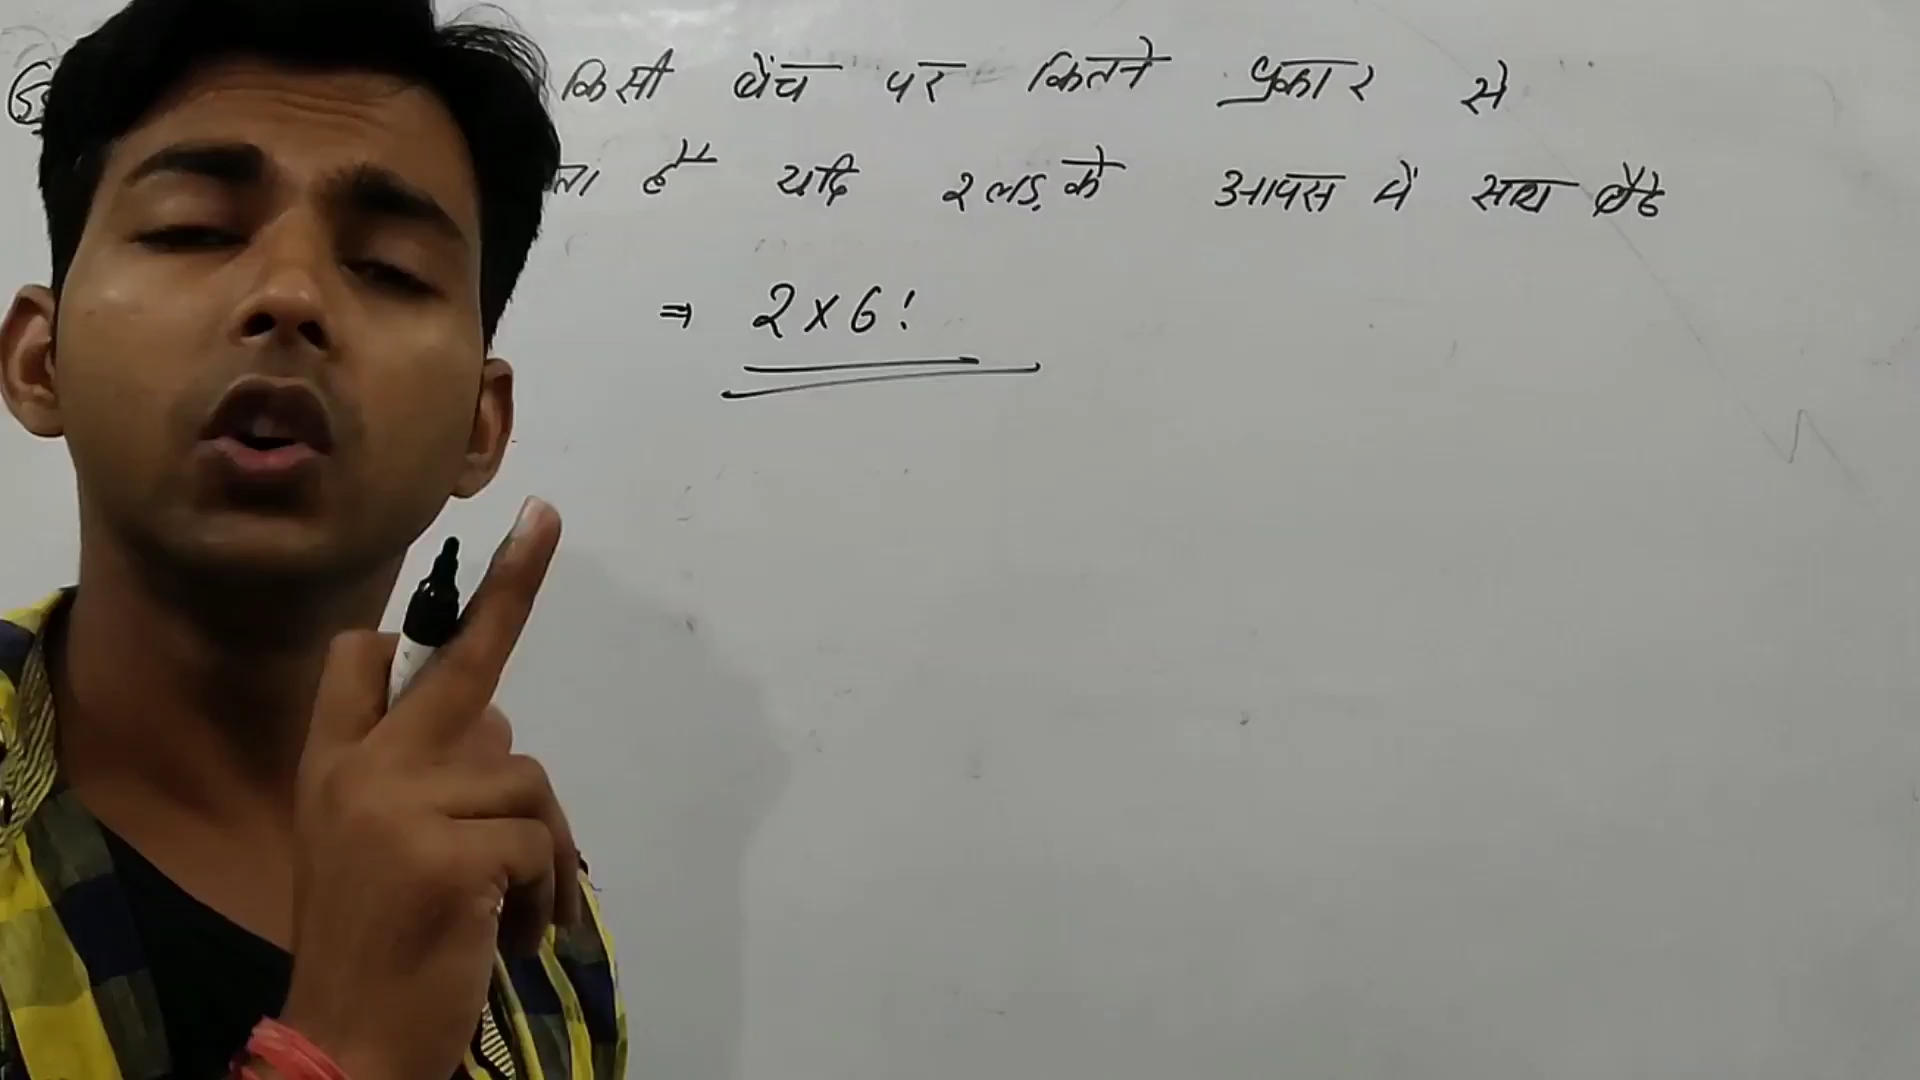 किसी बेंच पर कितने प्रकार से
है यदि 2 लड़के आपस में साथ बैठे
⇒ 2 × 6!